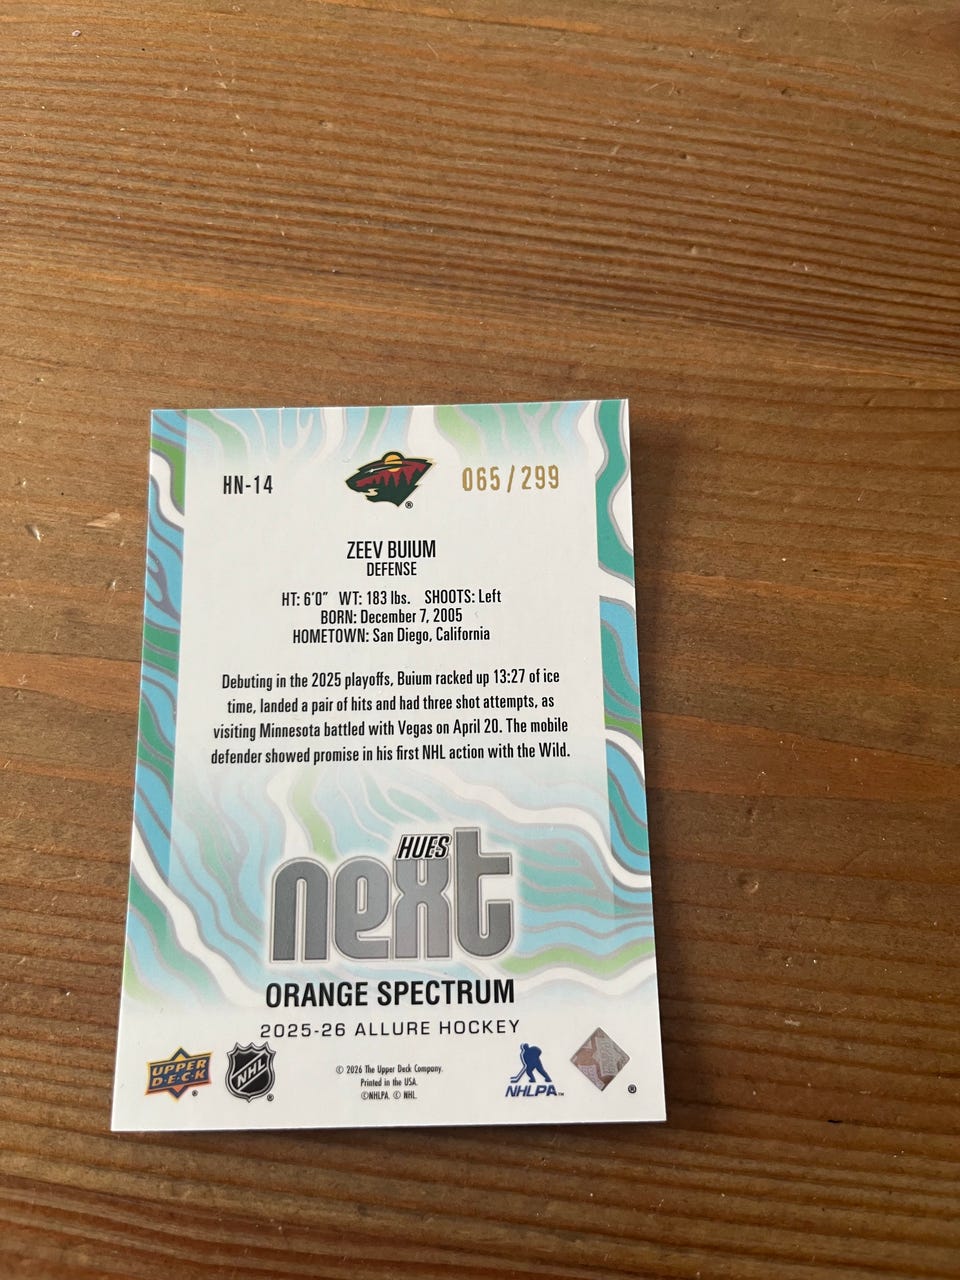 HN-14
065/299
ZEEV BUIUM
DEFENSE
HT: 6'0" WT: 183 lbs. SHOOTS: Left
BORN: December 7, 2005
HOMETOWN: San Diego, California
Debuting in the 2025 playoffs, Buium racked up 13:27 of ice
time, landed a pair of hits and had three shot attempts, as
visiting Minnesota battled with Vegas on April 20. The mobile
defender showed promise in his first NHL action with the Wild.
HUES
next
ORANGE SPECTRUM
2025-26 ALLURE HOCKEY
UPPER
D·E·C·K
NHL
© 2026 The Upper Deck Company.
Printed in the USA.
©NHLPA. © NHL.
NHLPA™